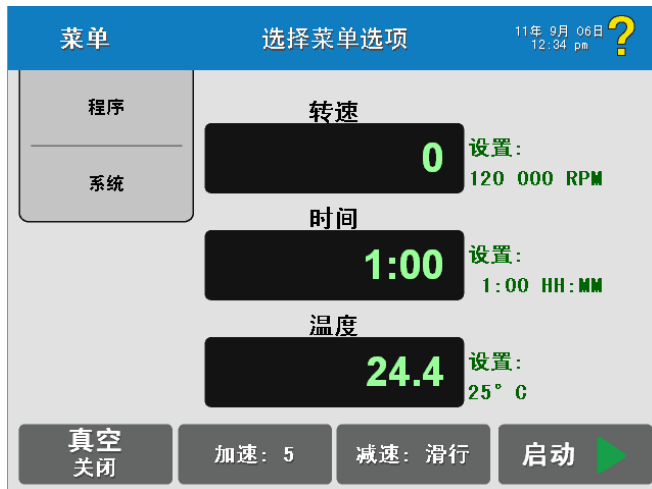 菜单
选择菜单选项
11年 9月 06日
12:34 pm
?
程序
系统
转速
0
设置:
120 000 RPM
时间
1:00
设置:
1:00 HH:MM
温度
24.4
设置:
25° C
真空
关闭
加速: 5
减速: 滑行
启动